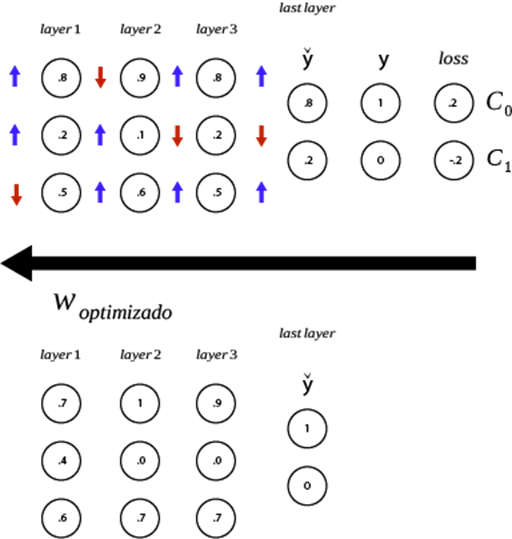 last layer
layer 1 layer 2 layer 3
y̌ y loss
.8 .9 .8 .8 1 .2 C0
.2 .1 .2 .2 0 -.2 C1
.5 .6 .5
w optimizado
last layer
layer 1 layer 2 layer 3
y̌
.7 1 .9 1
.4 .0 .0 0
.6 .7 .7